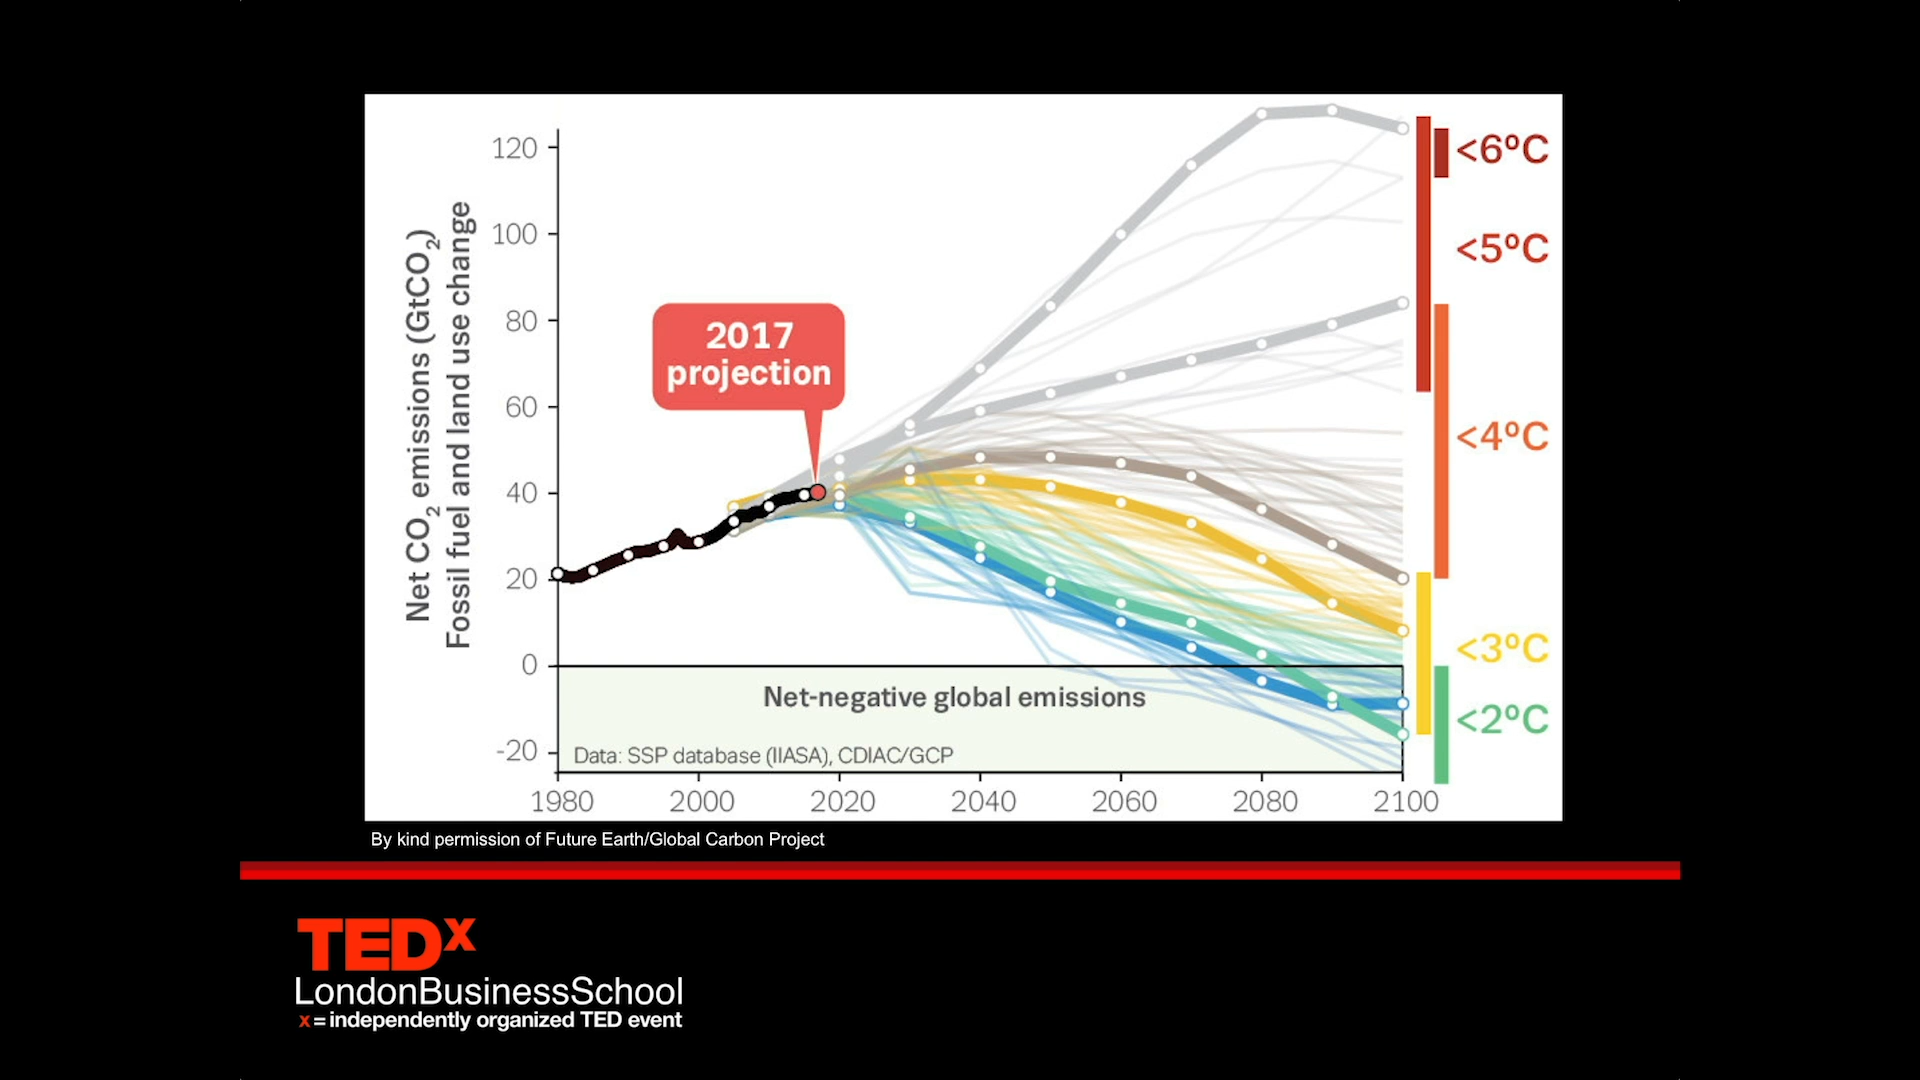 120
100
80
60
40
20
0
-20
Net CO2 emissions (GtCO2)
Fossil fuel and land use change
2017
projection
<6ºC
<5ºC
<4ºC
<3ºC
<2ºC
Net-negative global emissions
Data: SSP database (IIASA), CDIAC/GCP
1980 2000 2020 2040 2060 2080 2100
By kind permission of Future Earth/Global Carbon Project
TEDx
LondonBusinessSchool
x = independently organized TED event